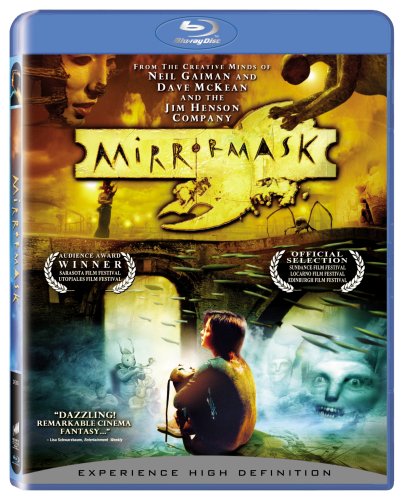 Blu-ray Disc
FROM THE CREATIVE MINDS OF
NEIL GAIMAN AND
DAVE MCKEAN
AND THE
JIM HENSON
COMPANY
MIRRORMASK
MIRRORMASK
AUDIENCE AWARD
WINNER
SARASOTA FILM FESTIVAL
UTOPIALES FILM FESTIVAL
OFFICIAL
SELECTION
SUNDANCE FILM FESTIVAL
LOCARNO FILM FESTIVAL
EDINBURGH FILM FESTIVAL
"DAZZLING!
REMARKABLE CINEMA
FANTASY..."
– Lisa Schwarzbaum, Entertainment Weekly
EXPERIENCE HIGH DEFINITION